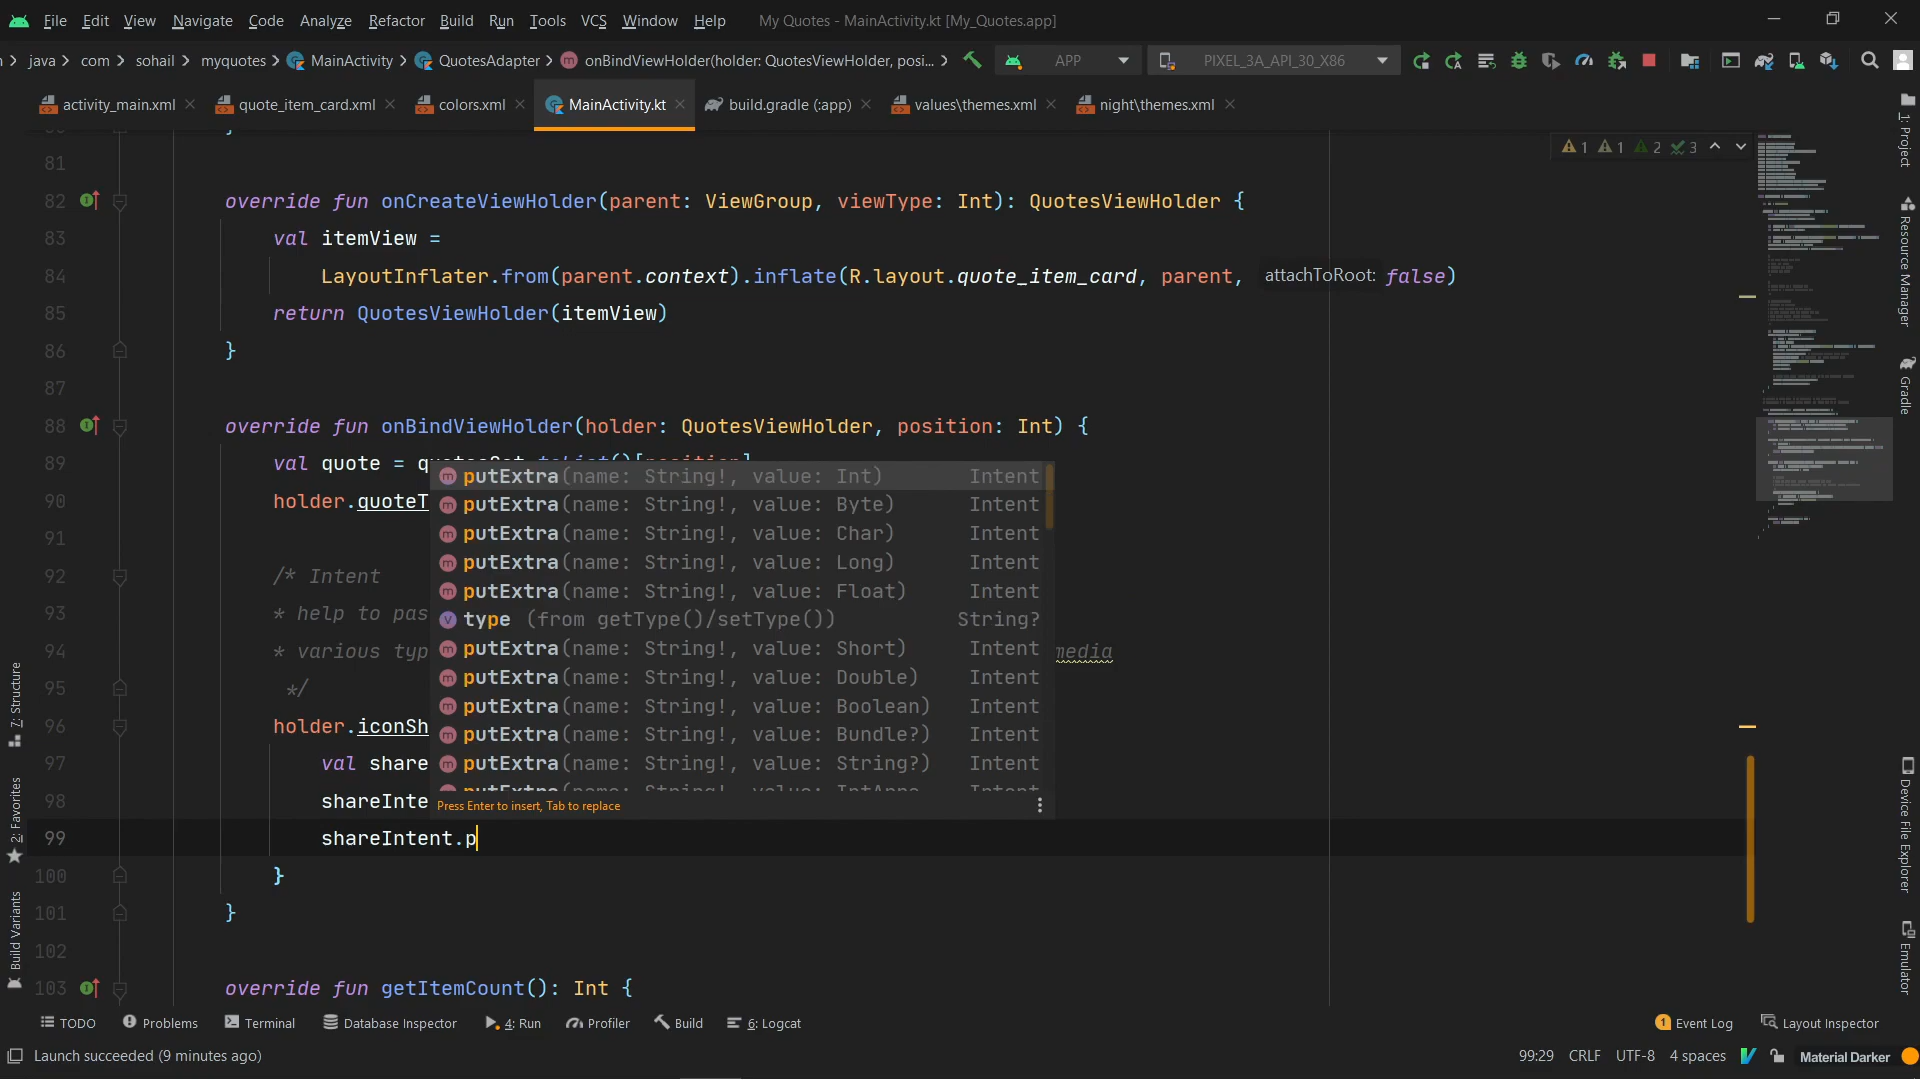 File Edit View Navigate Code Analyze Refactor Build Run Tools VCS Window Help My Quotes - MainActivity.kt [My_Quotes.app]
java com sohail myquotes MainActivity QuotesAdapter onBindViewHolder(holder: QuotesViewHolder, posi... APP PIXEL_3A_API_30_X86
activity_main.xml quote_item_card.xml colors.xml MainActivity.kt build.gradle (:app) values\themes.xml night\themes.xml
1 1 2 3
81
82 override fun onCreateViewHolder(parent: ViewGroup, viewType: Int): QuotesViewHolder {
83 val itemView =
84 LayoutInflater.from(parent.context).inflate(R.layout.quote_item_card, parent, attachToRoot: false)
85 return QuotesViewHolder(itemView)
86 }
87
88 override fun onBindViewHolder(holder: QuotesViewHolder, position: Int) {
89 val quote = quotesSet.toList()[position]
90 holder.quoteT
91
92 /* Intent
93 * help to pas
94 * various typ media
95 */
96 holder.iconSh
97 val share
98 shareInte
99 shareIntent.p
100 }
101 }
102
103 override fun getItemCount(): Int {
putExtra(name: String!, value: Int) Intent
putExtra(name: String!, value: Byte) Intent
putExtra(name: String!, value: Char) Intent
putExtra(name: String!, value: Long) Intent
putExtra(name: String!, value: Float) Intent
type (from getType()/setType()) String?
putExtra(name: String!, value: Short) Intent
putExtra(name: String!, value: Double) Intent
putExtra(name: String!, value: Boolean) Intent
putExtra(name: String!, value: Bundle?) Intent
putExtra(name: String!, value: String?) Intent
Press Enter to insert, Tab to replace
7: Structure
2: Favorites
Build Variants
1: Project
Resource Manager
Gradle
Device File Explorer
Emulator
TODO Problems Terminal Database Inspector 4: Run Profiler Build 6: Logcat 1 Event Log Layout Inspector
Launch succeeded (9 minutes ago) 99:29 CRLF UTF-8 4 spaces Material Darker